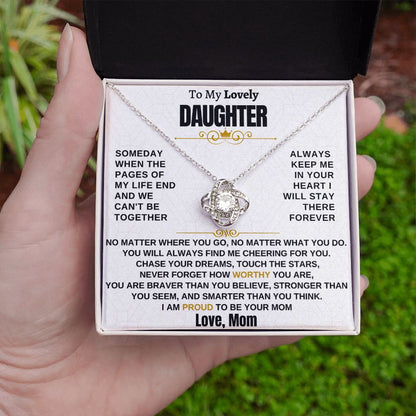 To My Lovely
DAUGHTER
SOMEDAY
WHEN THE
PAGES OF
MY LIFE END
AND WE
CAN'T BE
TOGETHER
ALWAYS
KEEP ME
IN YOUR
HEART I
WILL STAY
THERE
FOREVER
NO MATTER WHERE YOU GO, NO MATTER WHAT YOU DO.
YOU WILL ALWAYS FIND ME CHEERING FOR YOU.
CHASE YOUR DREAMS, TOUCH THE STARS,
NEVER FORGET HOW WORTHY YOU ARE,
YOU ARE BRAVER THAN YOU BELIEVE, STRONGER THAN
YOU SEEM, AND SMARTER THAN YOU THINK.
I AM PROUD TO BE YOUR MOM
Love, Mom